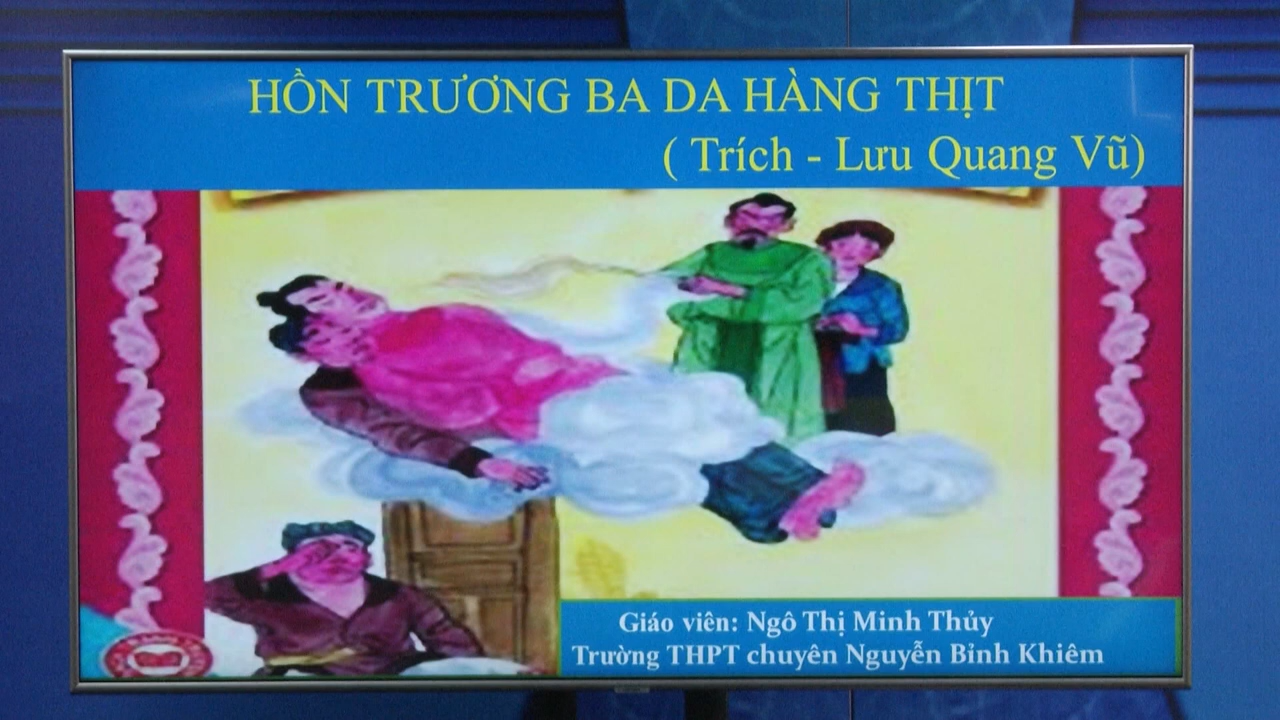 HỒN TRƯƠNG BA DA HÀNG THỊT
( Trích - Lưu Quang Vũ)
Giáo viên: Ngô Thị Minh Thủy
Trường THPT chuyên Nguyễn Bỉnh Khiêm